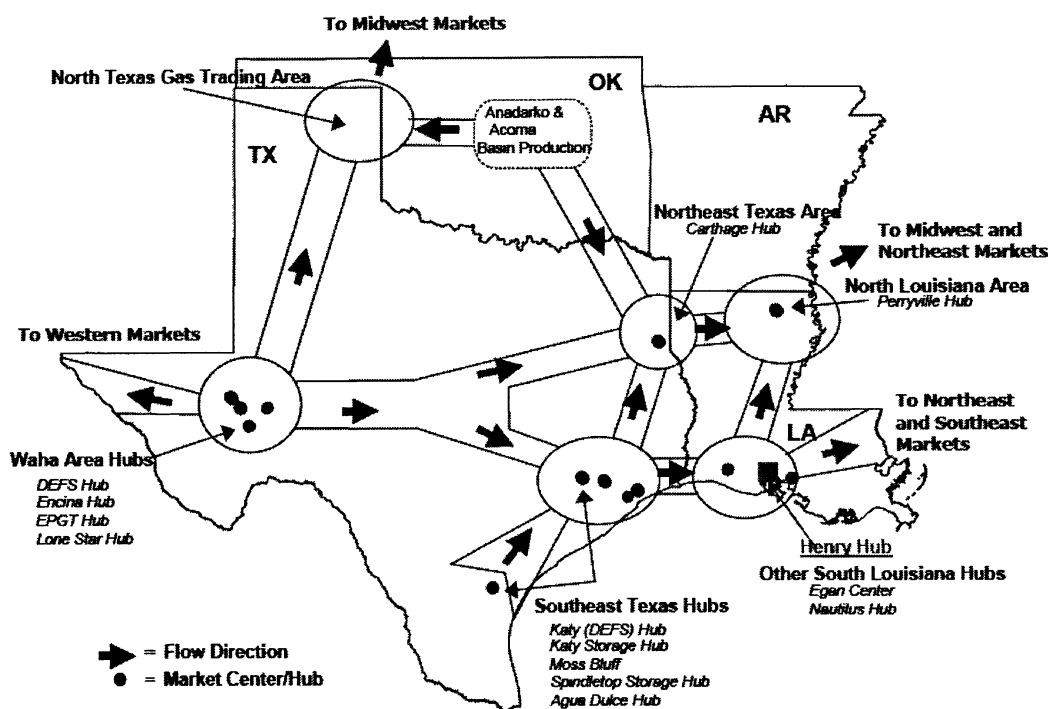 To Midwest Markets
North Texas Gas Trading Area
OK
Anadarko &
Acoma
Basin Production
AR
TX
Northeast Texas Area
Carthage Hub
To Midwest and
Northeast Markets
North Louisiana Area
Perryville Hub
To Western Markets
To Northeast
and Southeast
Markets
LA
Waha Area Hubs
DEFS Hub
Encina Hub
EPGT Hub
Lone Star Hub
Henry Hub
Other South Louisiana Hubs
Egan Center
Nautilus Hub
Southeast Texas Hubs
Katy (DEFS) Hub
Katy Storage Hub
Moss Bluff
Spindletop Storage Hub
Agua Dulce Hub
= Flow Direction
= Market Center/Hub